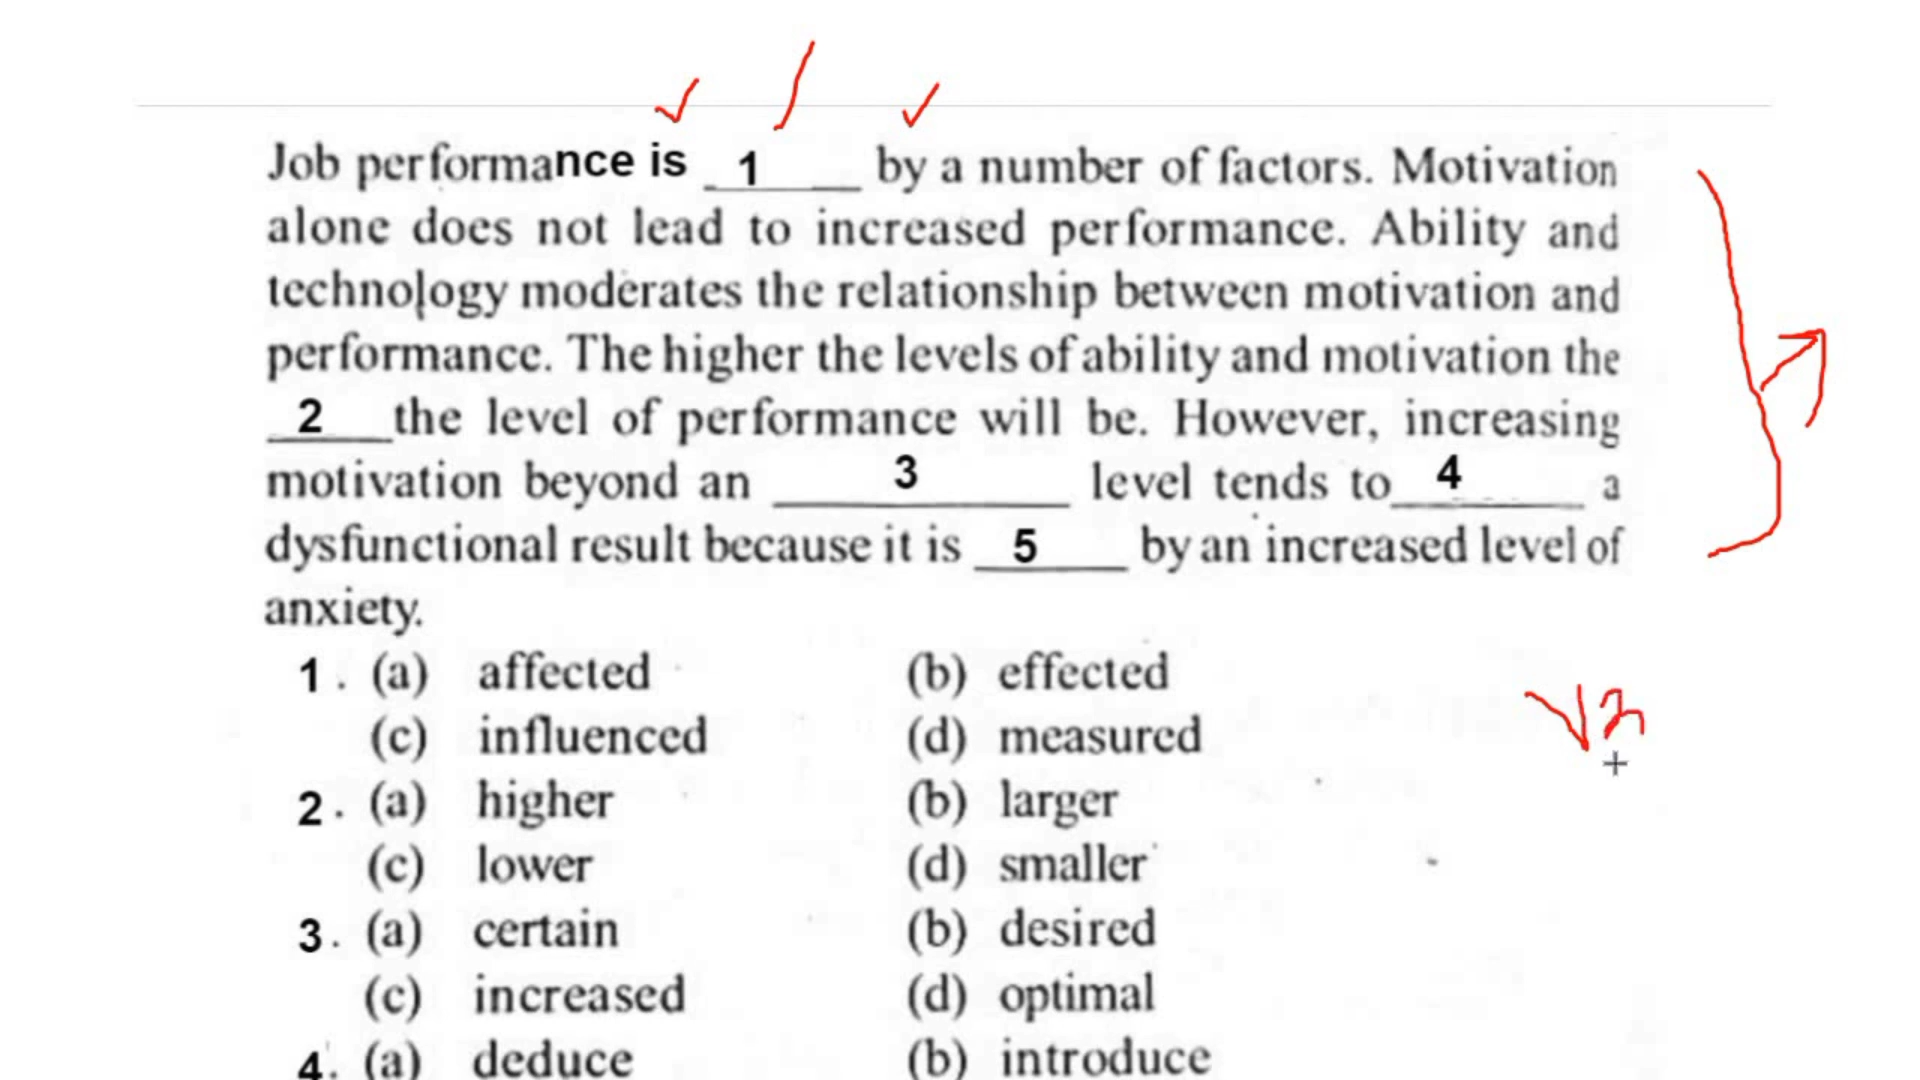 Job performance is 1 by a number of factors. Motivation
alone does not lead to increased performance. Ability and
technology moderates the relationship between motivation and
performance. The higher the levels of ability and motivation the
2 the level of performance will be. However, increasing
motivation beyond an 3 level tends to 4 a
dysfunctional result because it is 5 by an increased level of
anxiety.
1. (a) affected (b) effected
(c) influenced (d) measured
2. (a) higher (b) larger
(c) lower (d) smaller
3. (a) certain (b) desired
(c) increased (d) optimal
4. (a) deduce (b) introduce